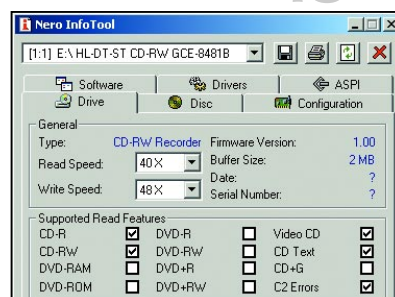 Nero InfoTool
[1:1] E:\ HL-DT-ST CD-RW GCE-8481B
Software Drivers ASPI
Drive Disc Configuration
General
Type: CD-RW Recorder Firmware Version: 1.00
Read Speed: 40 X Buffer Size: 2 MB
Date: ?
Write Speed: 48 X Serial Number: ?
Supported Read Features
CD-R DVD-R Video CD
CD-RW DVD-RW CD Text
DVD-RAM DVD+R CD+G
DVD-ROM DVD+RW C2 Errors